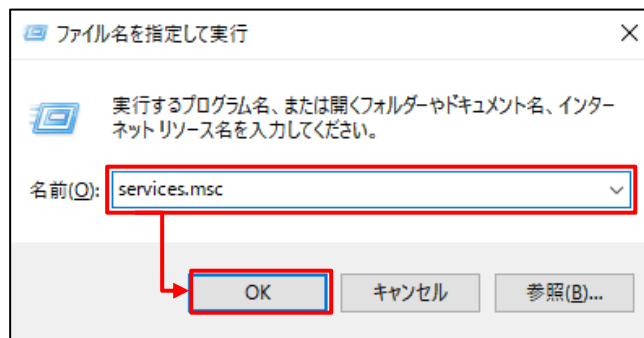 ファイル名を指定して実行
実行するプログラム名、または開くフォルダーやドキュメント名、インター
ネット リソース名を入力してください。
名前(O): services.msc
OK キャンセル 参照(B)...